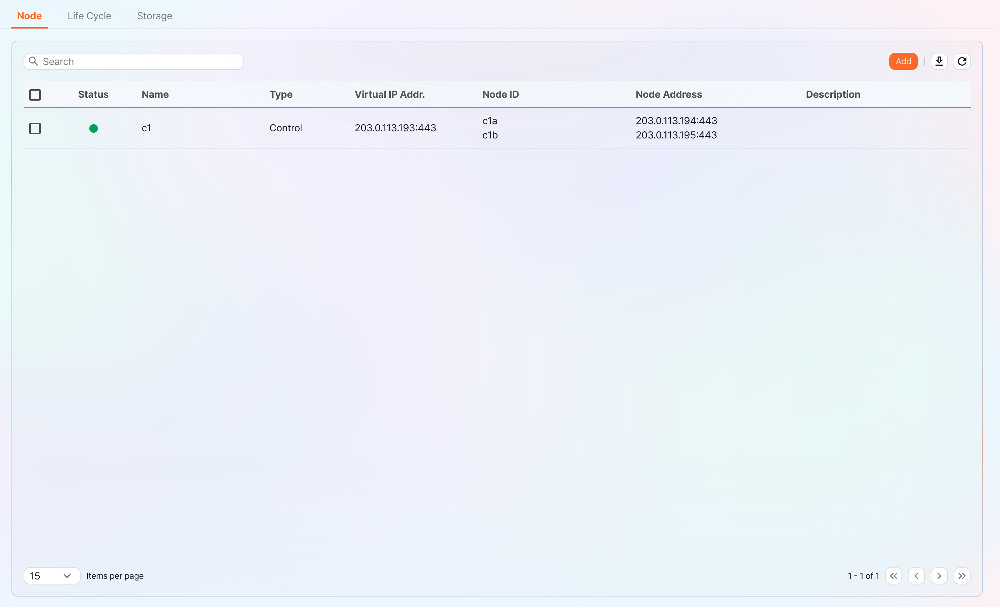 Node Life Cycle Storage
Search Add
Status Name Type Virtual IP Addr. Node ID Node Address Description
c1 Control 203.0.113.193:443 c1a 203.0.113.194:443
c1b 203.0.113.195:443
15 Items per page 1 - 1 of 1